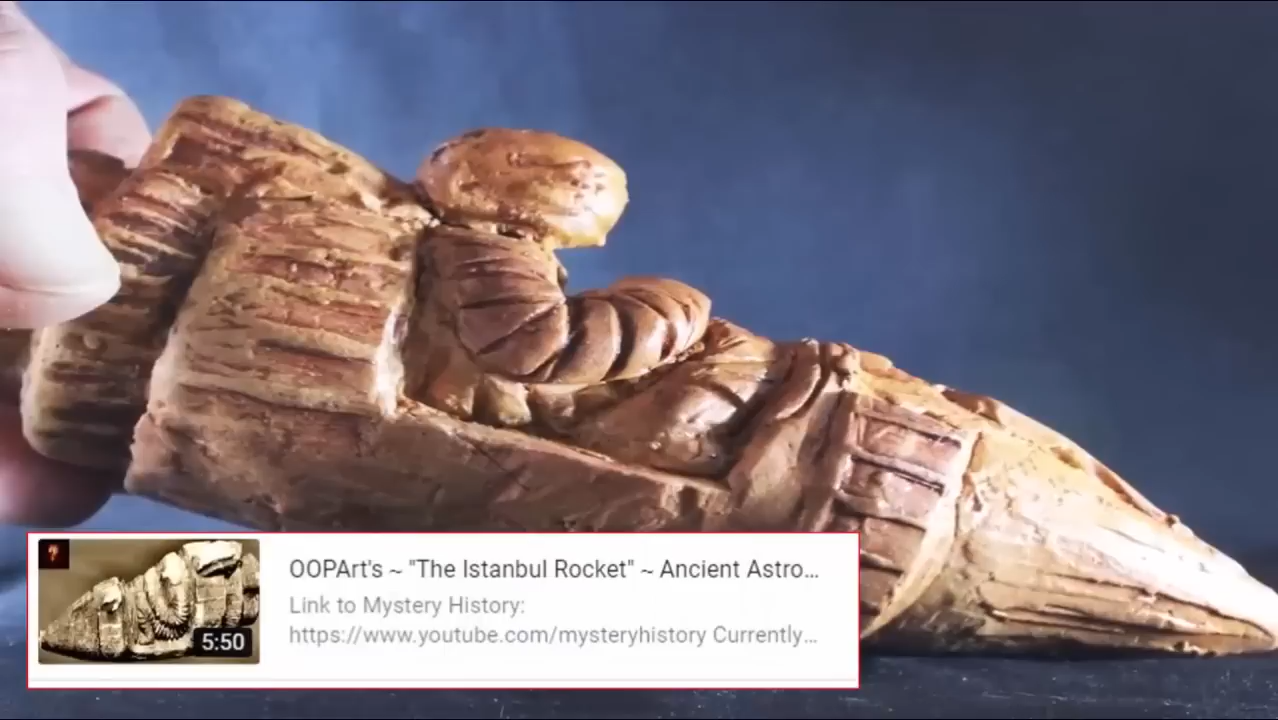 OOPArt's ~ "The Istanbul Rocket" ~ Ancient Astro...
Link to Mystery History:
https://www.youtube.com/mysteryhistory Currently...
5:50
?